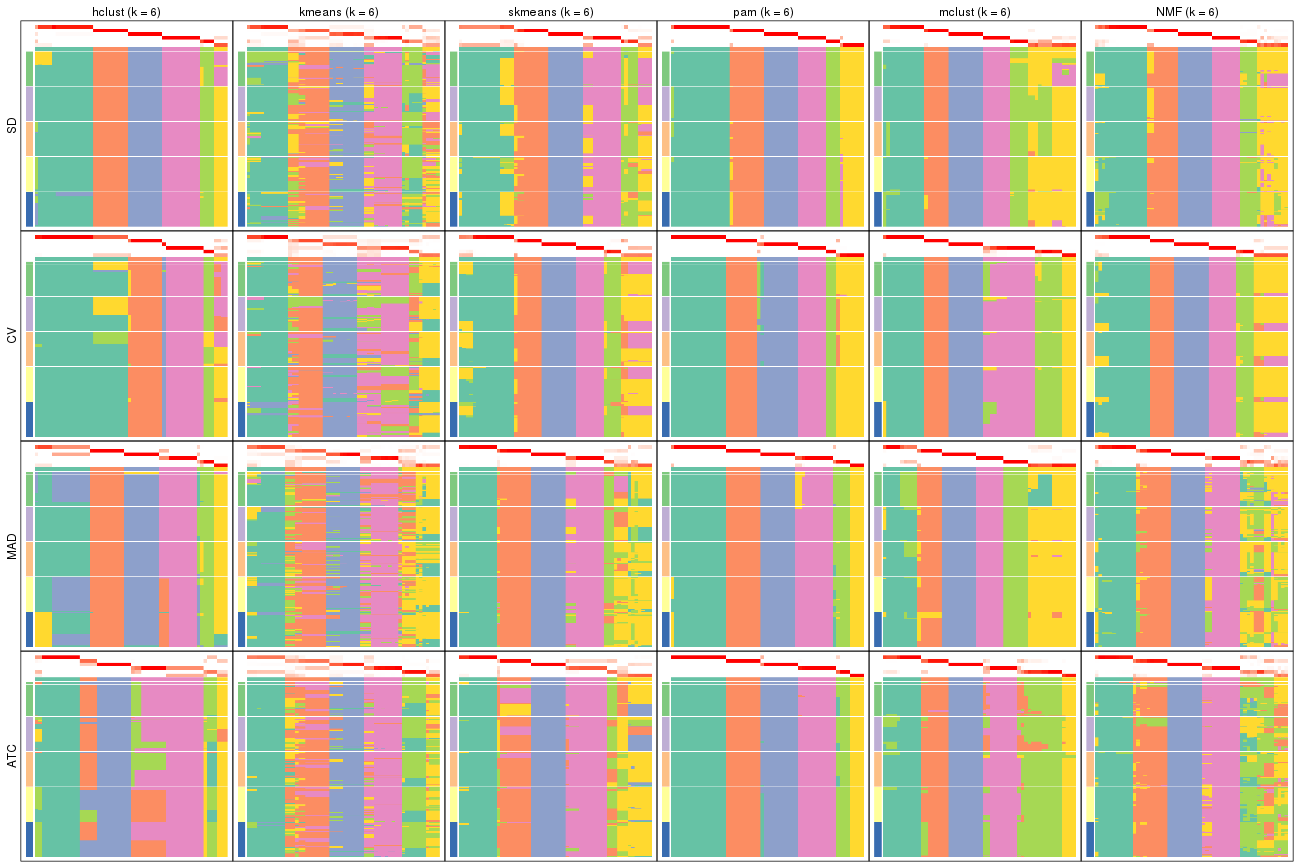 hclust (k = 6) kmeans (k = 6) skmeans (k = 6) pam (k = 6) mclust (k = 6) NMF (k = 6)
SD
CV
MAD
ATC